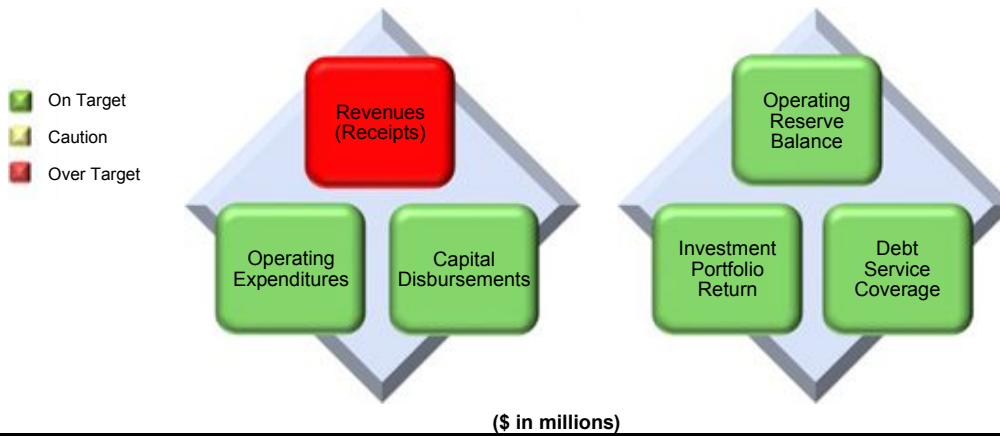 On Target
Caution
Over Target
Revenues
(Receipts)
Operating
Expenditures
Capital
Disbursements
Operating
Reserve
Balance
Investment
Portfolio
Return
Debt
Service
Coverage
($ in millions)